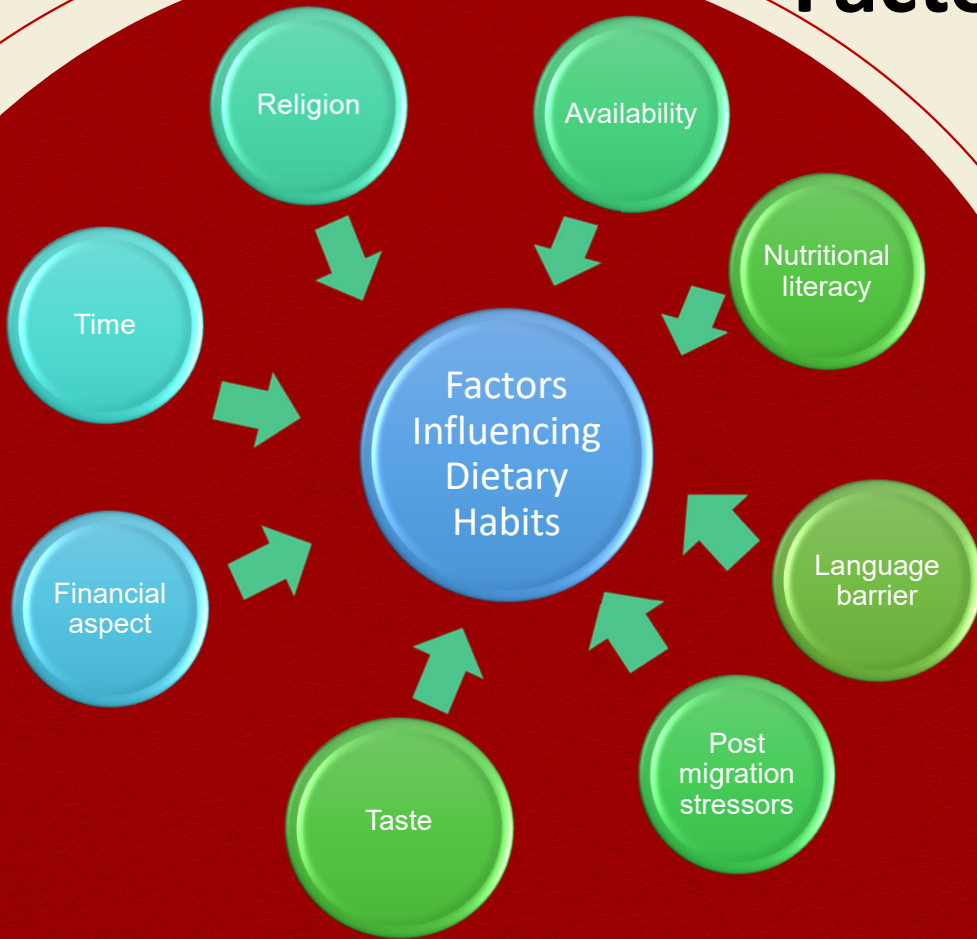 Religion
Availability
Nutritional
literacy
Time
Factors
Influencing
Dietary
Habits
Language
barrier
Financial
aspect
Post
migration
stressors
Taste